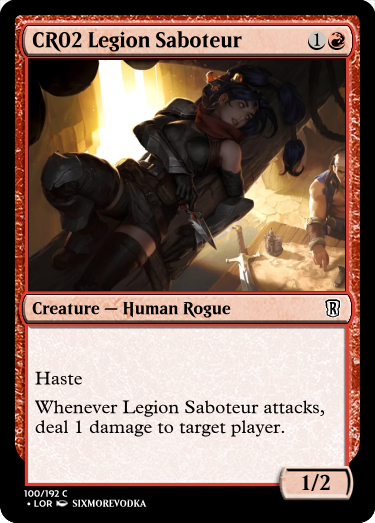 CR02 Legion Saboteur 1
Creature — Human Rogue R
Haste
Whenever Legion Saboteur attacks,
deal 1 damage to target player.
1/2
100/192 C
• LOR SIXMOREVODKA